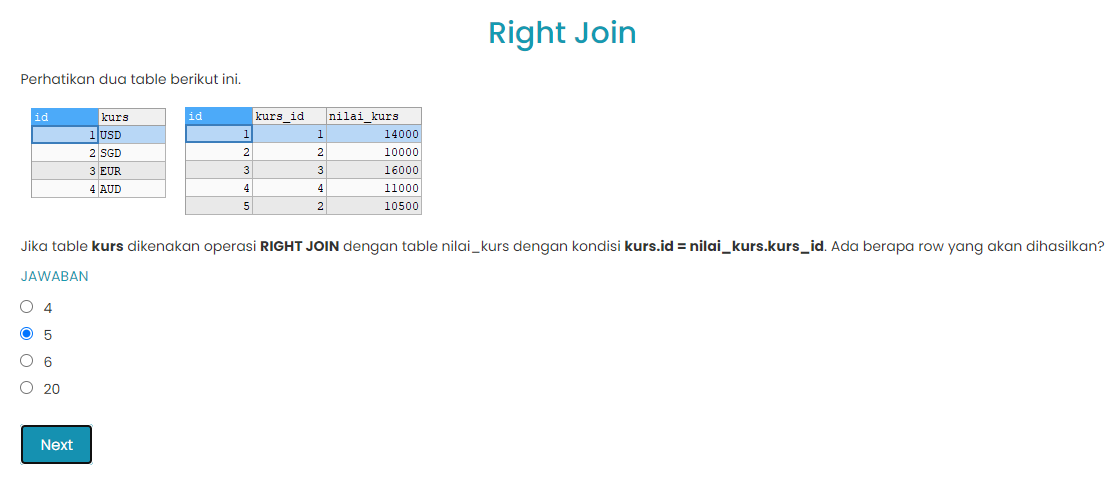 Right Join
Perhatikan dua table berikut ini.
id kurs
1 USD
2 SGD
3 EUR
4 AUD
id kurs_id nilai_kurs
1 1 14000
2 2 10000
3 3 16000
4 4 11000
5 2 10500
Jika table kurs dikenakan operasi RIGHT JOIN dengan table nilai_kurs dengan kondisi kurs.id = nilai_kurs.kurs_id. Ada berapa row yang akan dihasilkan?
JAWABAN
4
5
6
20
Next